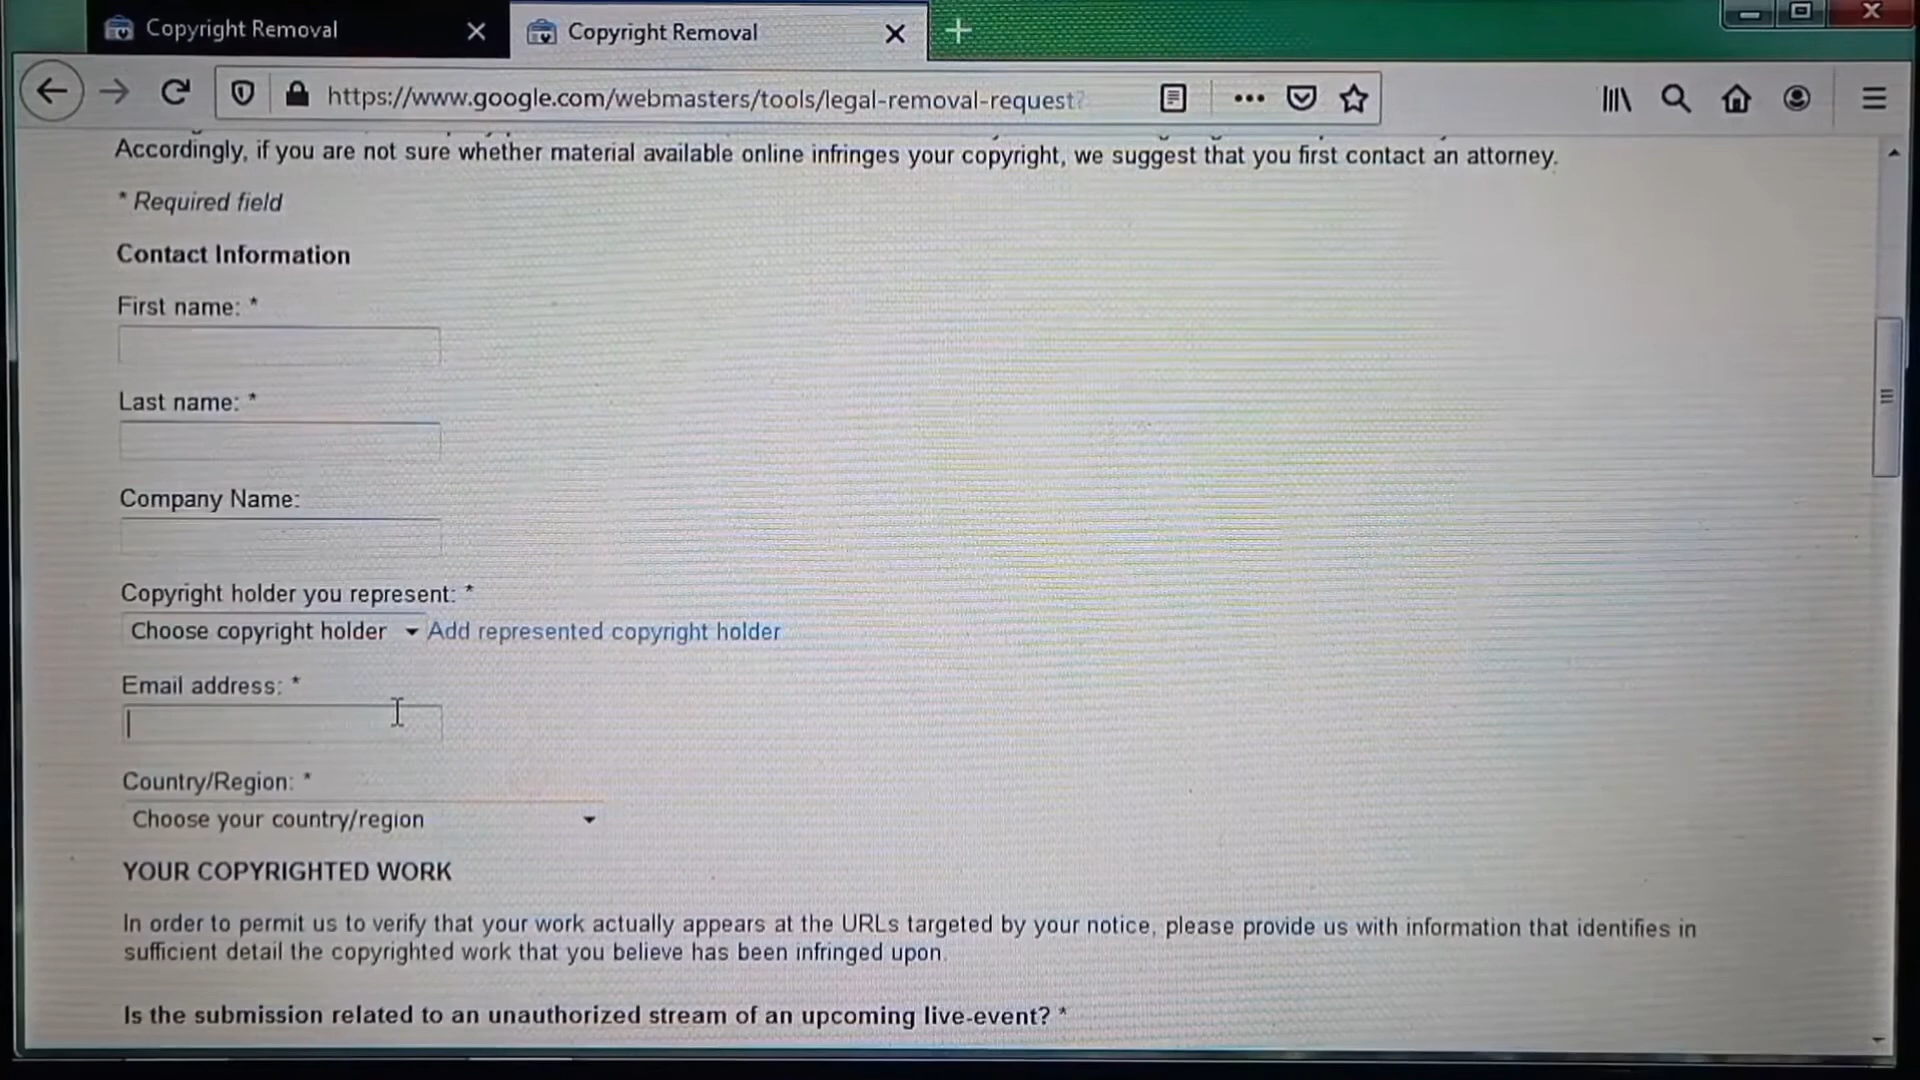 Copyright Removal
Copyright Removal
https://www.google.com/webmasters/tools/legal-removal-request?
Accordingly, if you are not sure whether material available online infringes your copyright, we suggest that you first contact an attorney.
* Required field
Contact Information
First name: *
Last name: *
Company Name:
Copyright holder you represent: *
Choose copyright holder Add represented copyright holder
Email address: *
Country/Region: *
Choose your country/region
YOUR COPYRIGHTED WORK
In order to permit us to verify that your work actually appears at the URLs targeted by your notice, please provide us with information that identifies in
sufficient detail the copyrighted work that you believe has been infringed upon.
Is the submission related to an unauthorized stream of an upcoming live-event? *